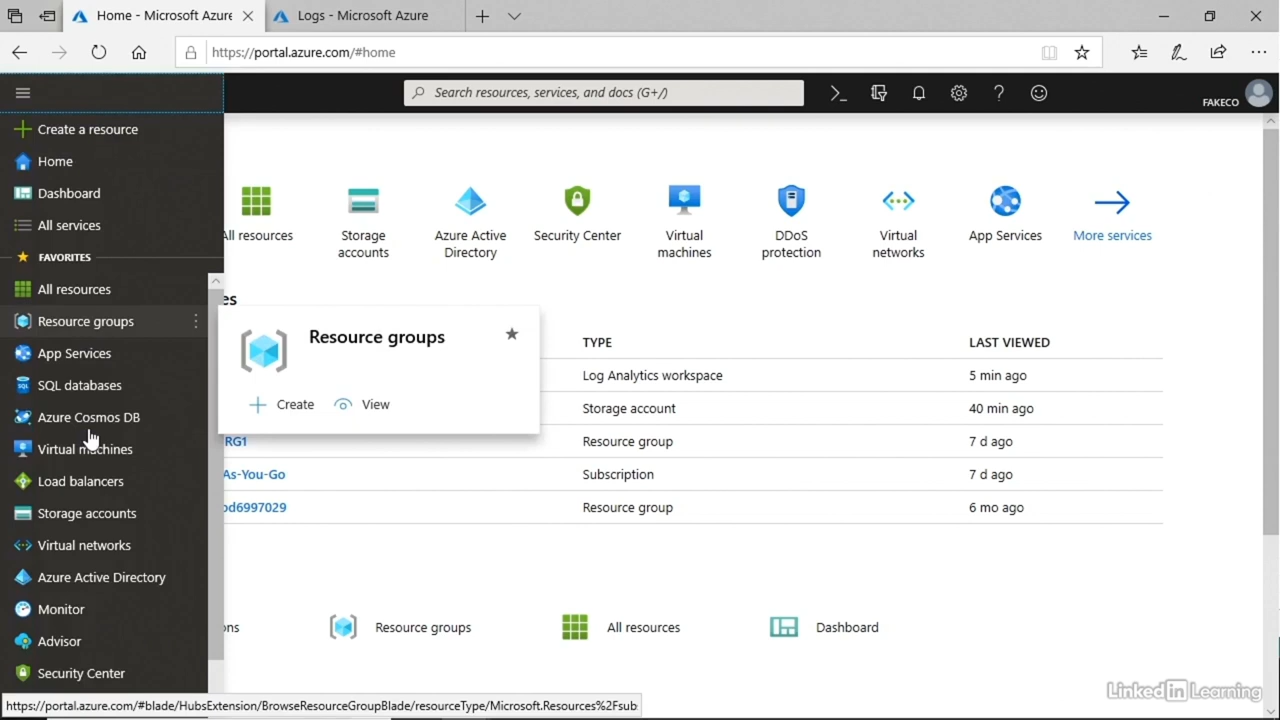 Home - Microsoft Azure
Logs - Microsoft Azure
https://portal.azure.com/#home
Search resources, services, and docs (G+/)
FAKECO
Create a resource
Home
Dashboard
All services
FAVORITES
All resources
Resource groups
App Services
SQL databases
Azure Cosmos DB
Virtual machines
Load balancers
Storage accounts
Virtual networks
Azure Active Directory
Monitor
Advisor
Security Center
All resources
Storage
accounts
Azure Active
Directory
Security Center
Virtual
machines
DDoS
protection
Virtual
networks
App Services
More services
es
Resource groups
Create
View
TYPE
LAST VIEWED
Log Analytics workspace
5 min ago
Storage account
40 min ago
RG1
Resource group
7 d ago
As-You-Go
Subscription
7 d ago
od6997029
Resource group
6 mo ago
ons
Resource groups
All resources
Dashboard
https://portal.azure.com/#blade/HubsExtension/BrowseResourceGroupBlade/resourceType/Microsoft.Resources%2Fsub
LinkedIn Learning